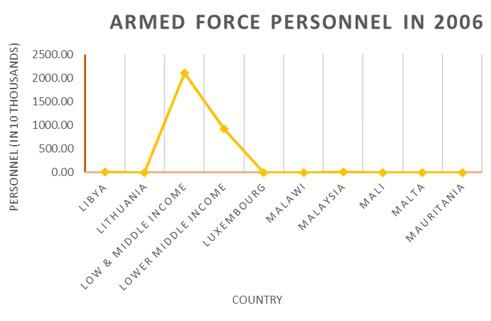 ARMED FORCE PERSONNEL IN 2006
PERSONNEL (IN 10 THOUSANDS)
2500.00
2000.00
1500.00
1000.00
500.00
0.00
LIBYA
LITHUANIA
LOW & MIDDLE INCOME
LOWER MIDDLE INCOME
LUXEMBOURG
MALAWI
MALAYSIA
MALI
MALTA
MAURITANIA
COUNTRY